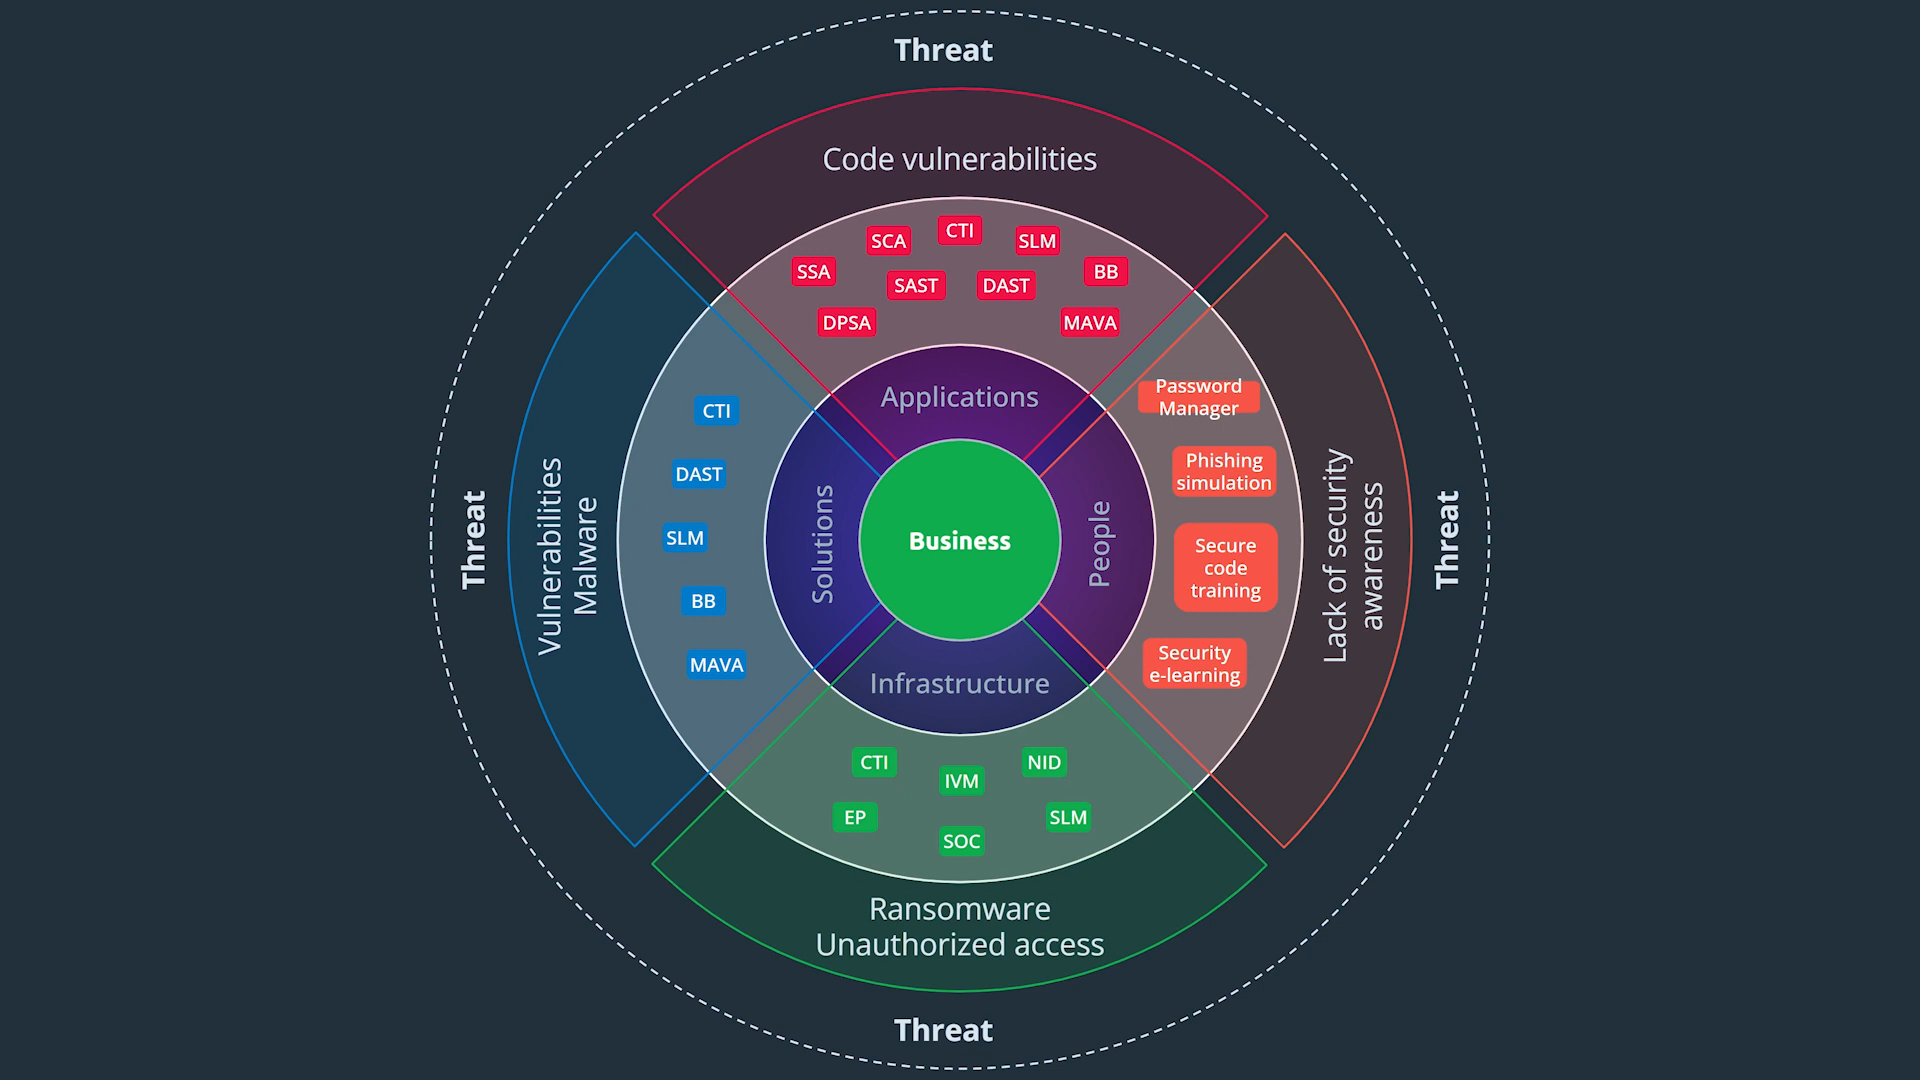 Threat
Code vulnerabilities
CTI
SCA
SLM
SSA
BB
SAST
DAST
DPSA
MAVA
Applications
Threat
Vulnerabilities
Malware
CTI
DAST
SLM
BB
MAVA
Solutions
Business
People
Password
Manager
Phishing
simulation
Secure
code
training
Security
e-learning
Lack of security
awareness
Threat
Infrastructure
CTI
IVM
NID
EP
SLM
SOC
Ransomware
Unauthorized access
Threat